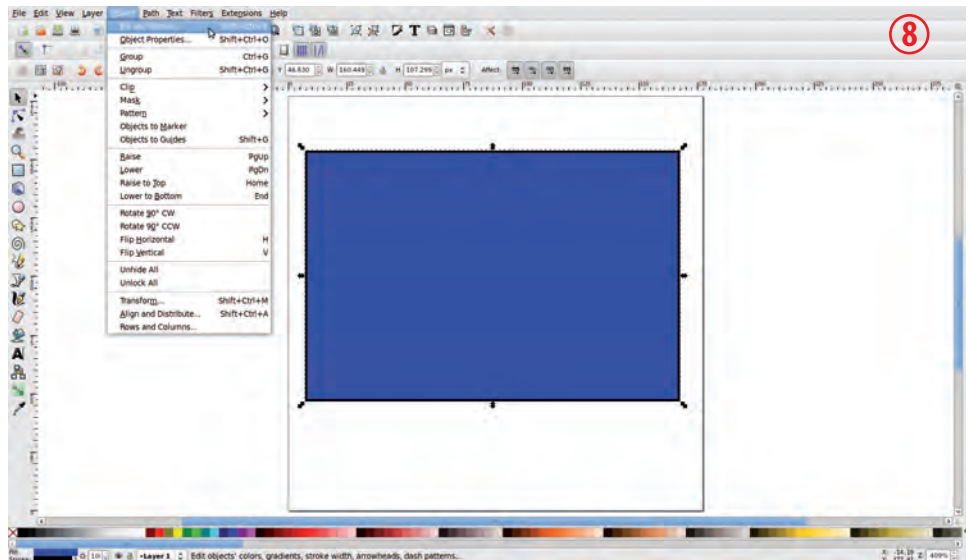 File Edit View Layer Path Text Filters Extensions Help
8
Object Properties... Shift+Ctrl+O
Group Ctrl+G
Ungroup Shift+Ctrl+G
Y 46.930 W 160.449 H 107.299 px Affect:
Clip
Mask
Pattern
Objects to Marker
Objects to Guides Shift+G
Raise PgUp
Lower PgDn
Raise to Top Home
Lower to Bottom End
Rotate 90° CW
Rotate 90° CCW
Flip Horizontal H
Flip Vertical V
Unhide All
Unlock All
Transform... Shift+Ctrl+M
Align and Distribute... Shift+Ctrl+A
Rows and Columns...
Layer 1 Edit objects' colors, gradients, stroke width, arrowheads, dash patterns...
Z 409%